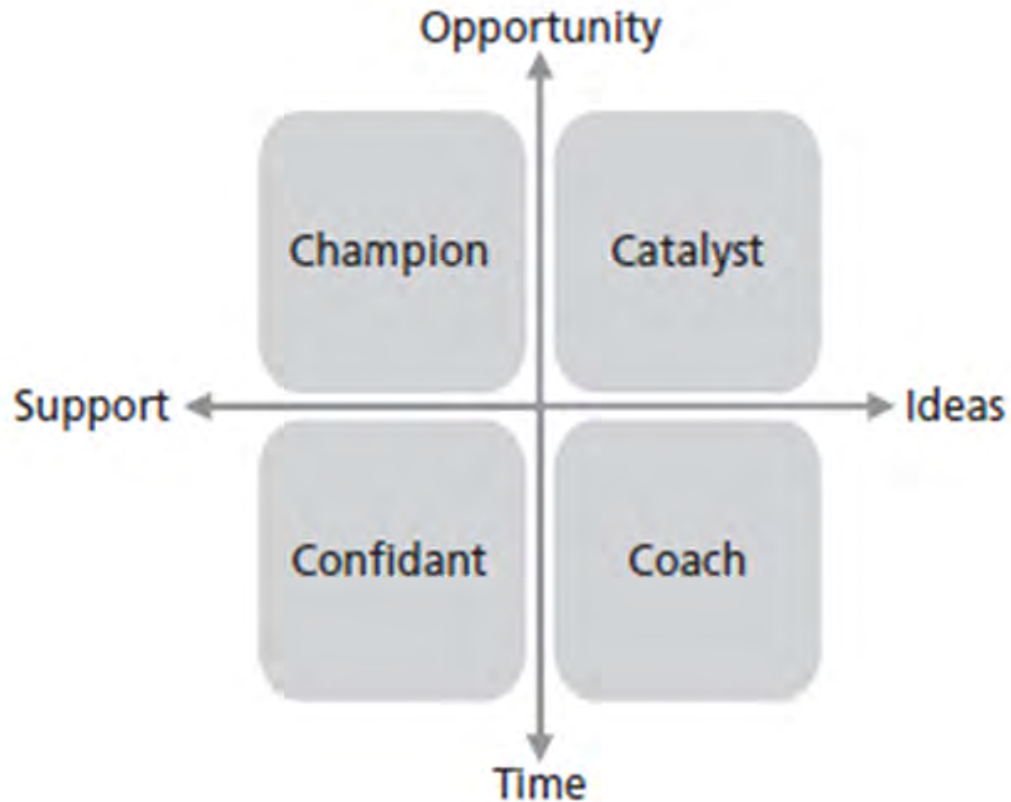 Opportunity
Champion
Catalyst
Support
Ideas
Confidant
Coach
Time